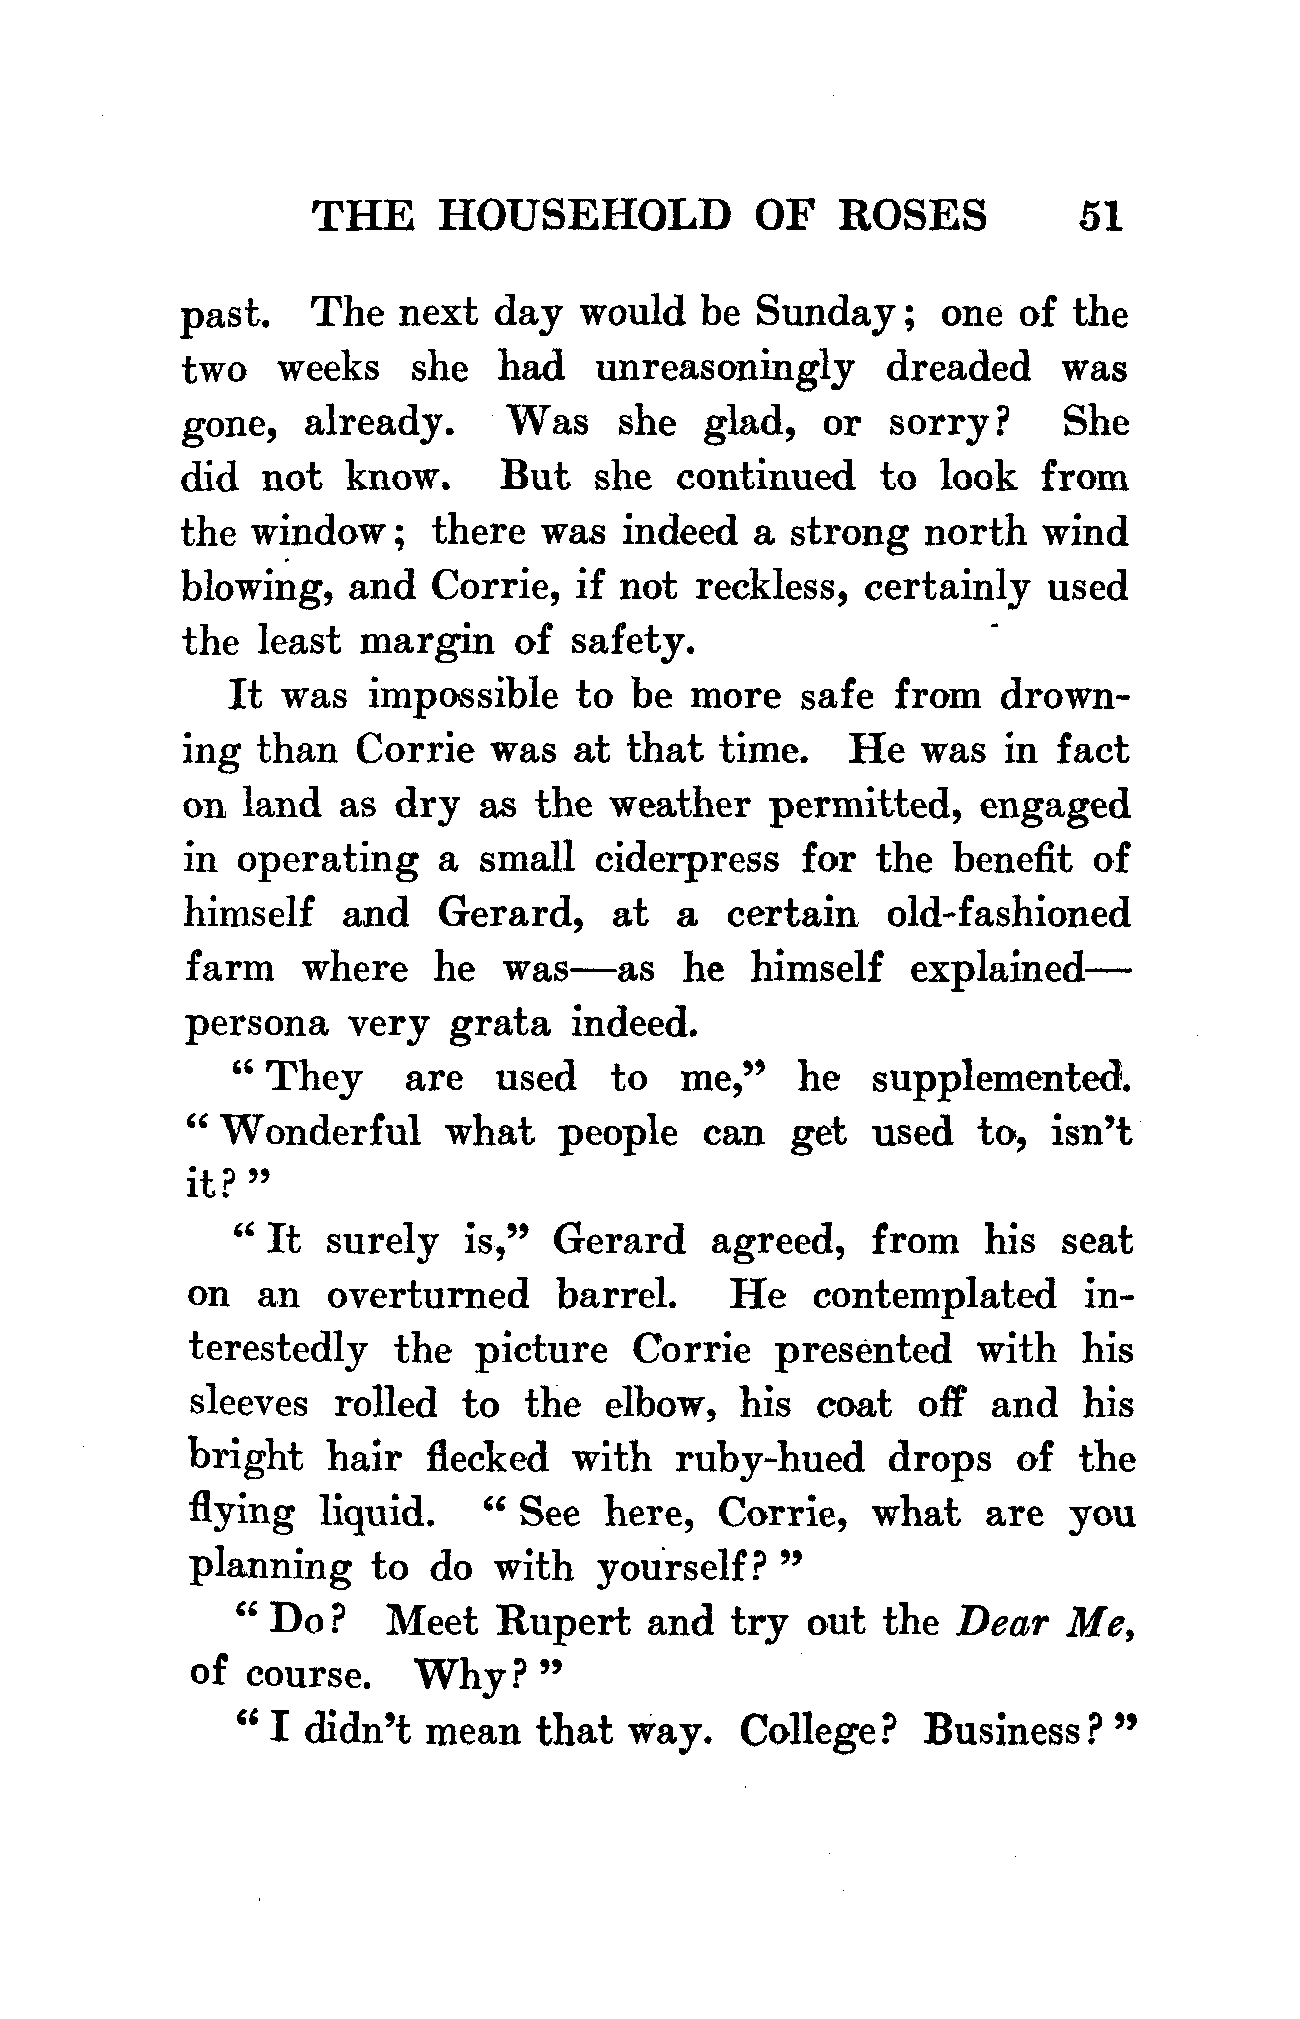 THE HOUSEHOLD OF ROSES 51
past. The next day would be Sunday; one of the
two weeks she had unreasoningly dreaded was
gone, already. Was she glad, or sorry? She
did not know. But she continued to look from
the window; there was indeed a strong north wind
blowing, and Corrie, if not reckless, certainly used
the least margin of safety.
It was impossible to be more safe from drown-
ing than Corrie was at that time. He was in fact
on land as dry as the weather permitted, engaged
in operating a small ciderpress for the benefit of
himself and Gerard, at a certain old-fashioned
farm where he was—as he himself explained—
persona very grata indeed.
“They are used to me,” he supplemented.
“Wonderful what people can get used to, isn’t
it?”
“It surely is,” Gerard agreed, from his seat
on an overturned barrel. He contemplated in-
terestedly the picture Corrie presented with his
sleeves rolled to the elbow, his coat off and his
bright hair flecked with ruby-hued drops of the
flying liquid. “See here, Corrie, what are you
planning to do with yourself?”
“Do? Meet Rupert and try out the Dear Me,
of course. Why?”
“I didn’t mean that way. College? Business?”